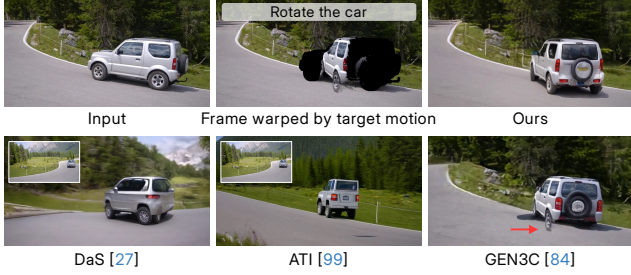 Rotate the car
Input
Frame warped by target motion
Ours
DaS [27]
ATI [99]
GEN3C [84]